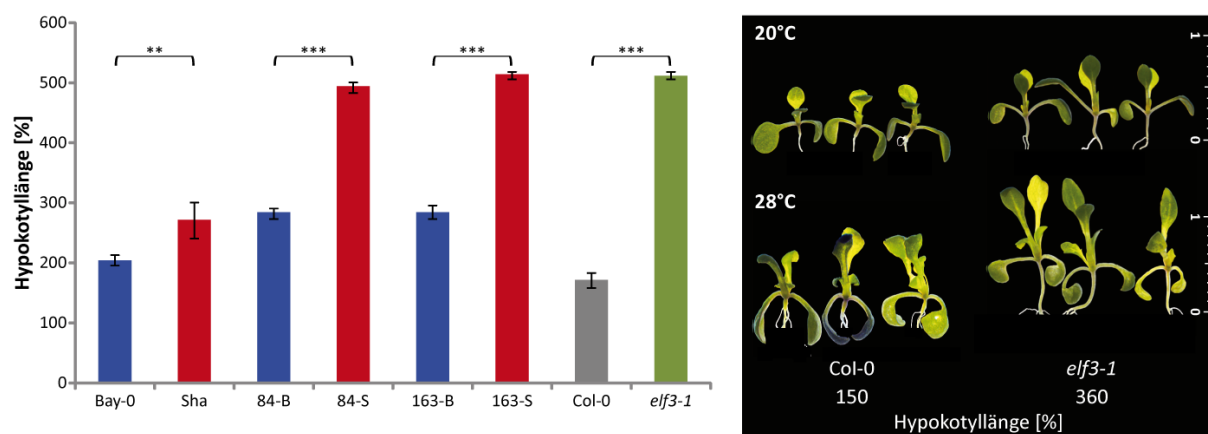 600
500
400
300
200
100
0
Hypokotyllänge [%]
** *** *** ***
Bay-0 Sha 84-B 84-S 163-B 163-S Col-0 elf3-1
20°C
1
0
28°C
1
0
Col-0 elf3-1
150 360
Hypokotyllänge [%]